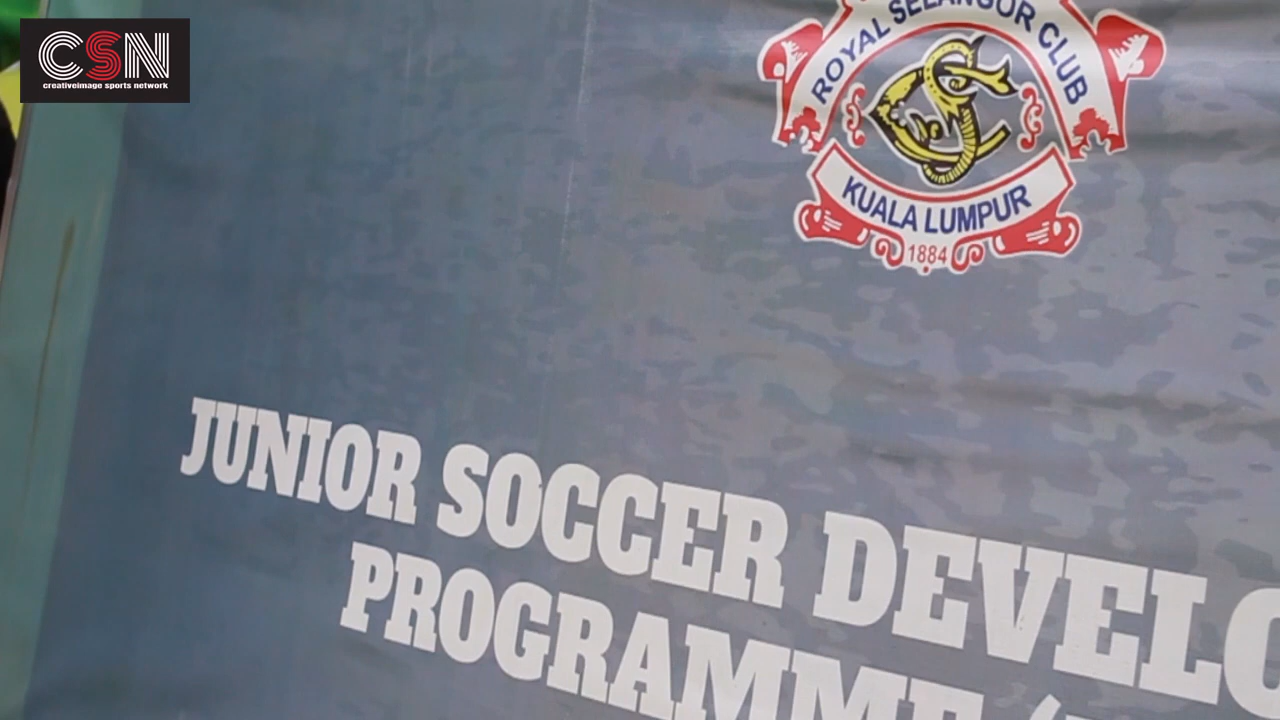 CSN
creativeimage sports network
ROYAL SELANGOR CLUB
KUALA LUMPUR
1884
JUNIOR SOCCER DEVELO
PROGRAMME